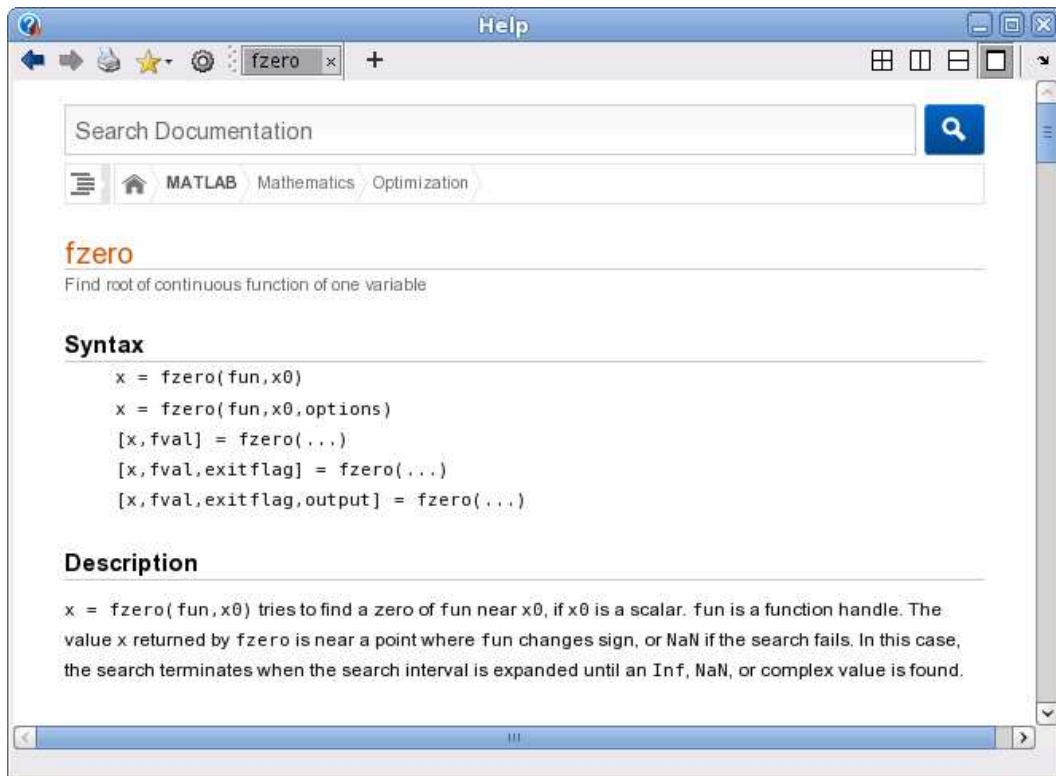 Help
fzero
Search Documentation
MATLAB Mathematics Optimization
fzero
Find root of continuous function of one variable
Syntax
x = fzero(fun,x0)
x = fzero(fun,x0,options)
[x,fval] = fzero(...)
[x,fval,exitflag] = fzero(...)
[x,fval,exitflag,output] = fzero(...)
Description
x = fzero(fun,x0) tries to find a zero of fun near x0, if x0 is a scalar. fun is a function handle. The
value x returned by fzero is near a point where fun changes sign, or NaN if the search fails. In this case,
the search terminates when the search interval is expanded until an Inf, NaN, or complex value is found.